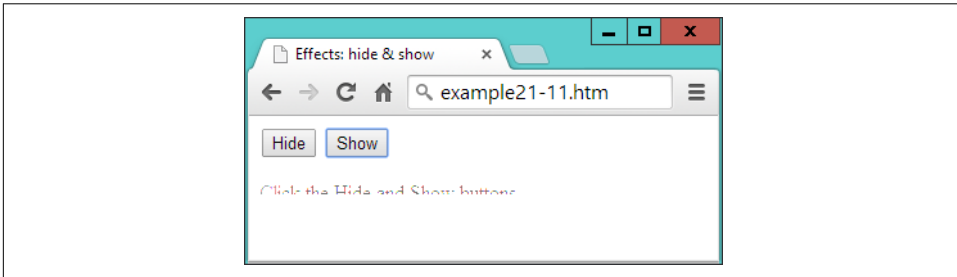 Effects: hide & show
example21-11.htm
Hide Show
Click the Hide and Show buttons